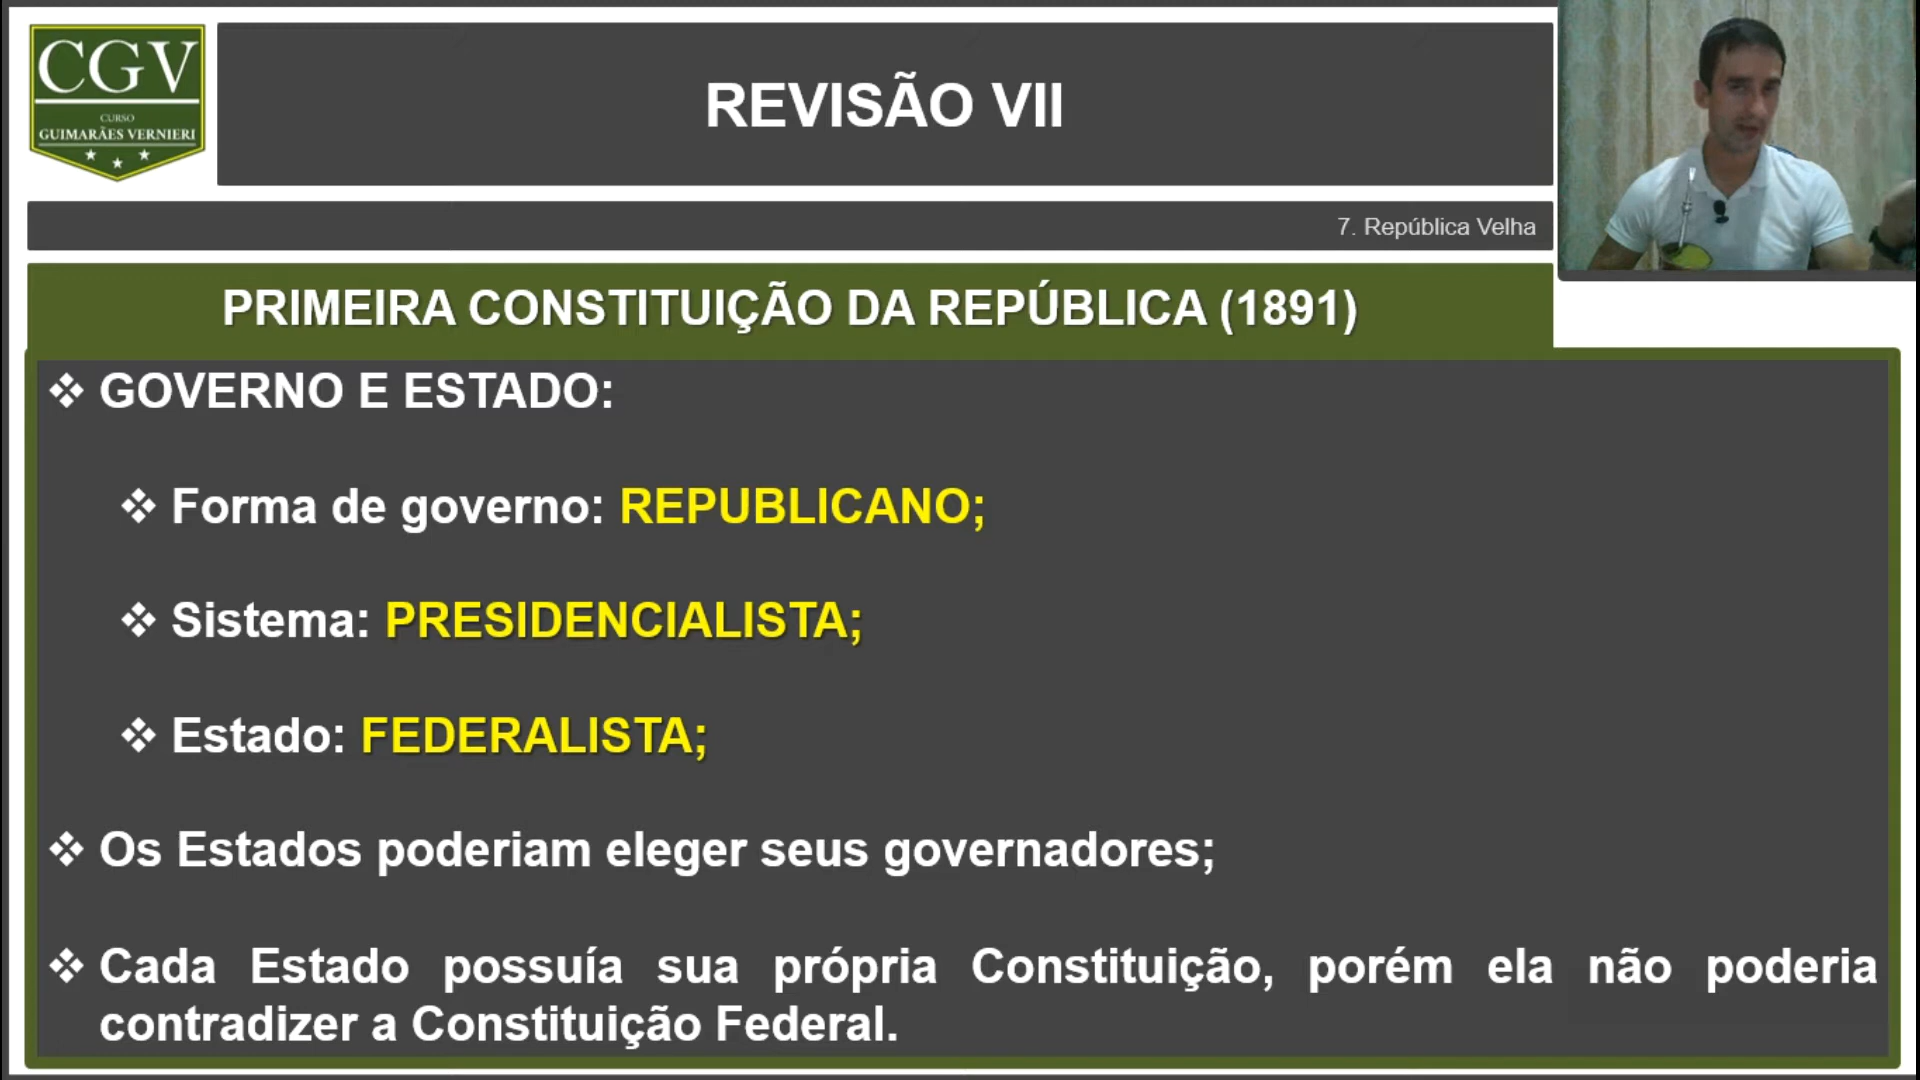 CGV
CURSO
GUIMARÃES VERNIERI
REVISÃO VII
7. República Velha
PRIMEIRA CONSTITUIÇÃO DA REPÚBLICA (1891)
❖ GOVERNO E ESTADO:
❖ Forma de governo: REPUBLICANO;
❖ Sistema: PRESIDENCIALISTA;
❖ Estado: FEDERALISTA;
❖ Os Estados poderiam eleger seus governadores;
❖ Cada Estado possuía sua própria Constituição, porém ela não poderia
contradizer a Constituição Federal.